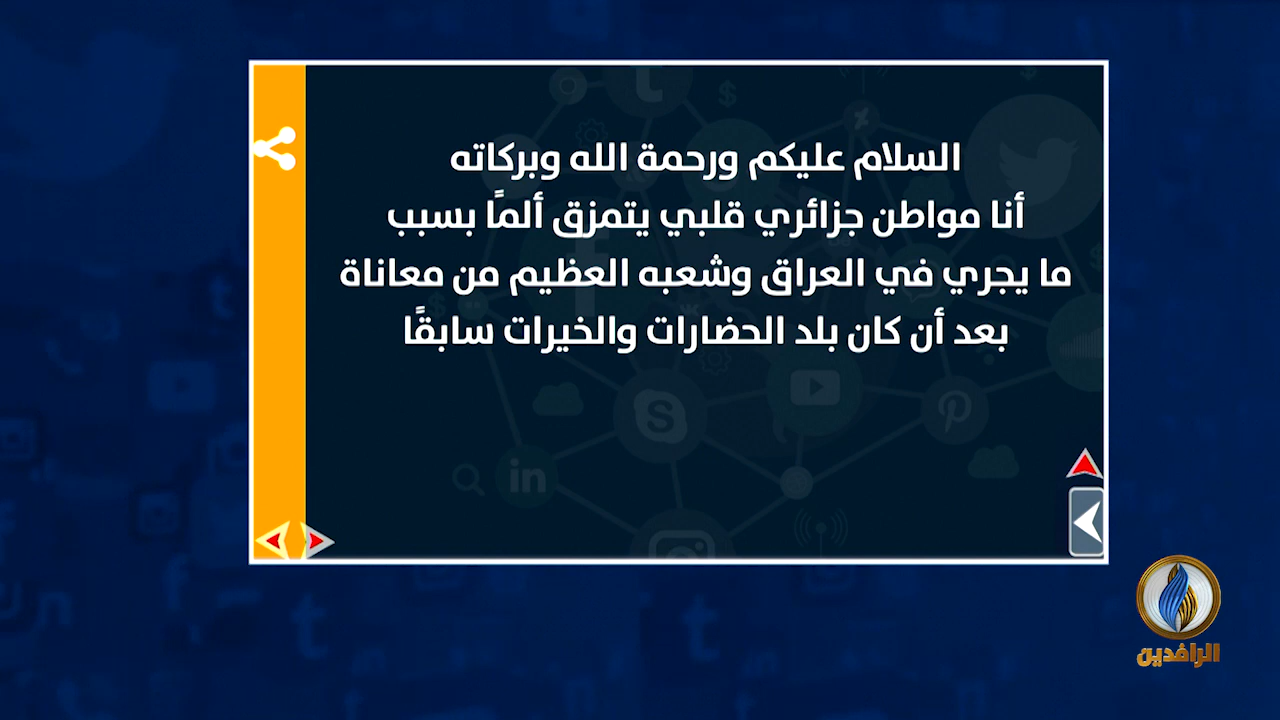 السلام عليكم ورحمة الله وبركاته
أنا مواطن جزائري قلبي يتمزق ألمًا بسبب
ما يجري في العراق وشعبه العظيم من معاناة
بعد أن كان بلد الحضارات والخيرات سابقًا
الرافدين